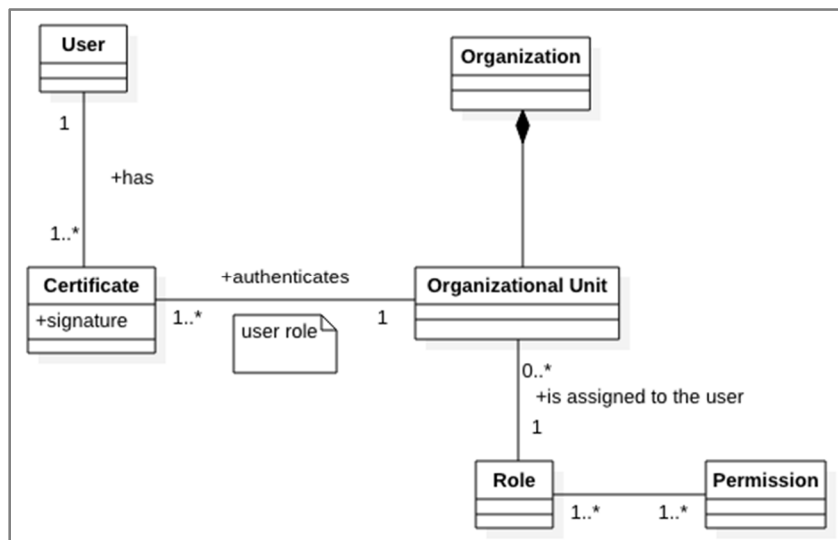 User
Organization
1
+has
1..*
Certificate
+signature
+authenticates
1..*
user role
1
Organizational Unit
0..*
+is assigned to the user
1
Role
1..*
1..*
Permission